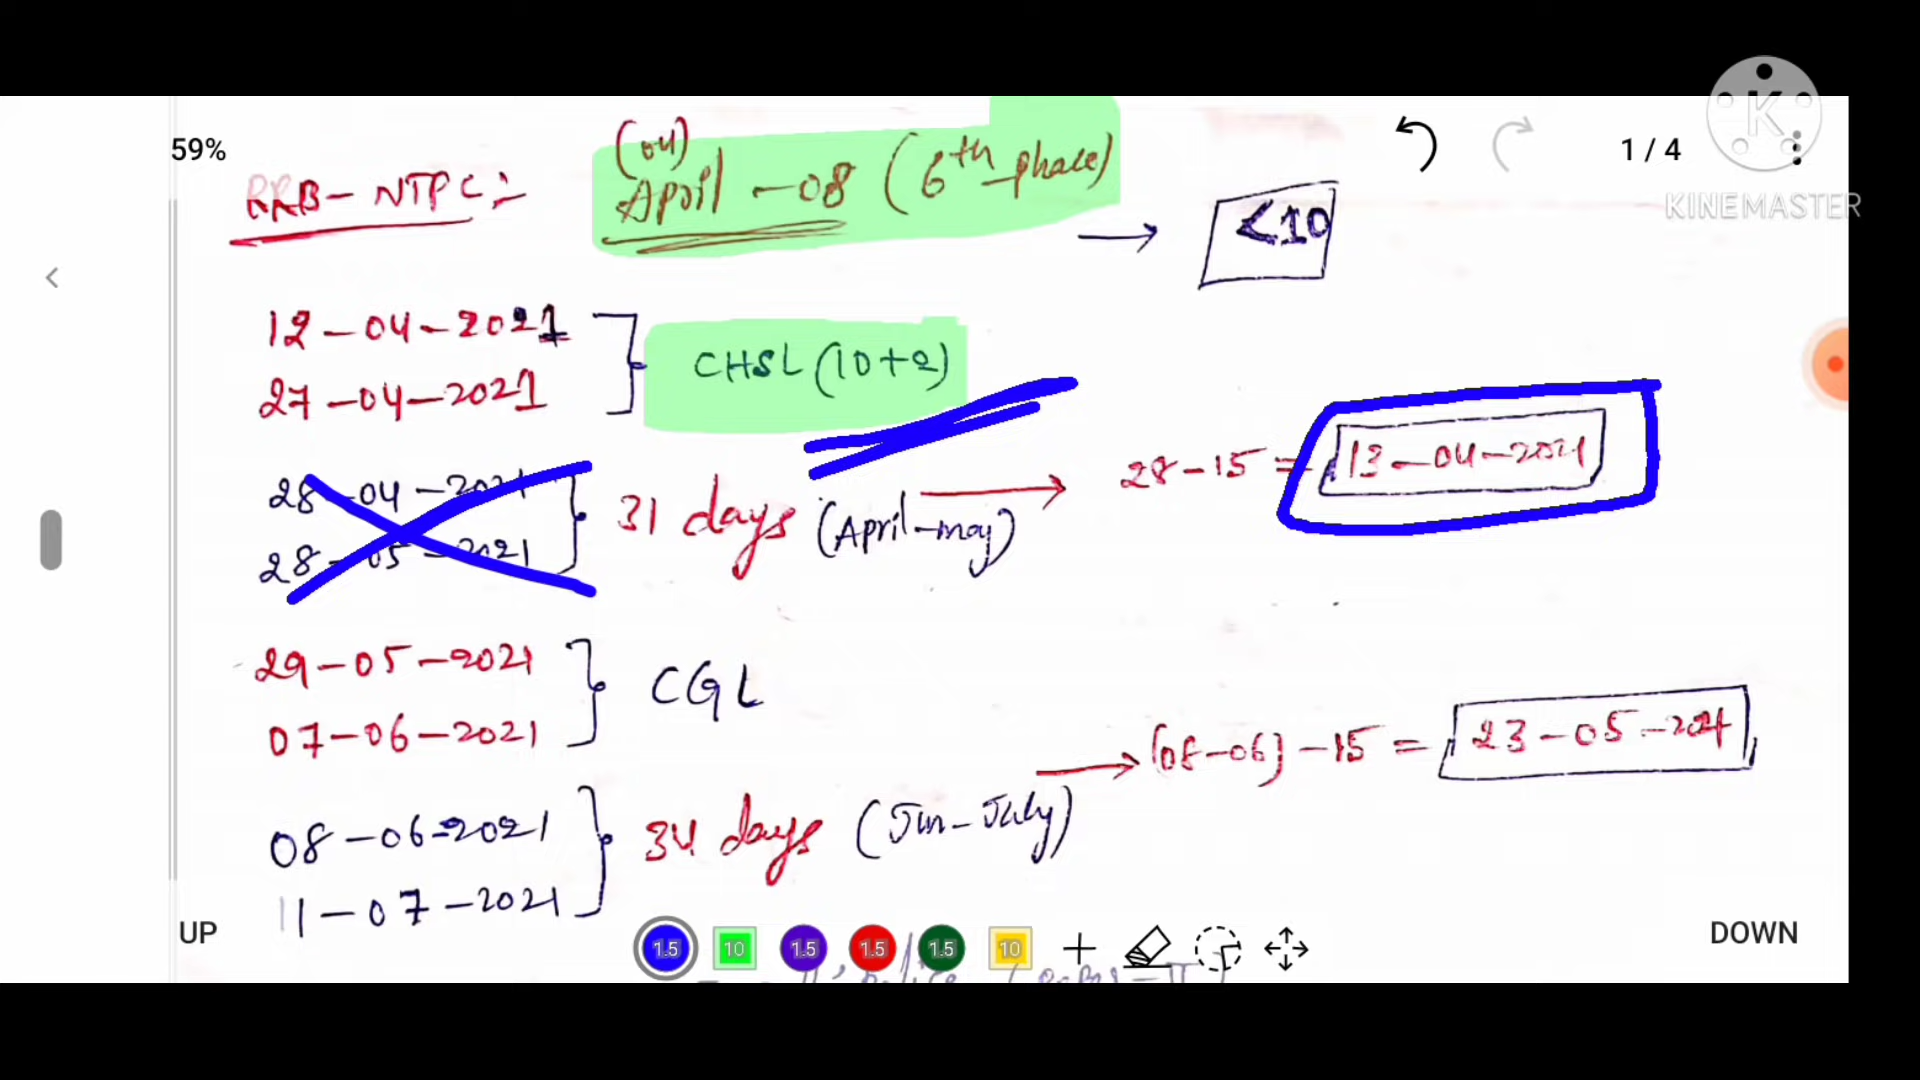 59%
1 / 4
K
KINEMASTER
(04)
RRB - NTPC :-
April - 08 (6th phase)
→ <10
12 - 04 - 2021
27 - 04 - 2021
CHSL (10+2)
28 - 04 - 2021
28 - 05 - 2021
31 days (April - may) → 28 - 15 = 13 - 04 - 2021
29 - 05 - 2021
07 - 06 - 2021
CGL
08 - 06 - 2021
11 - 07 - 2021
34 days (Jun - July) → (08 - 06) - 15 = 23 - 05 - 2021
UP
DOWN
1.5 10 1.5 1.5 1.5 10